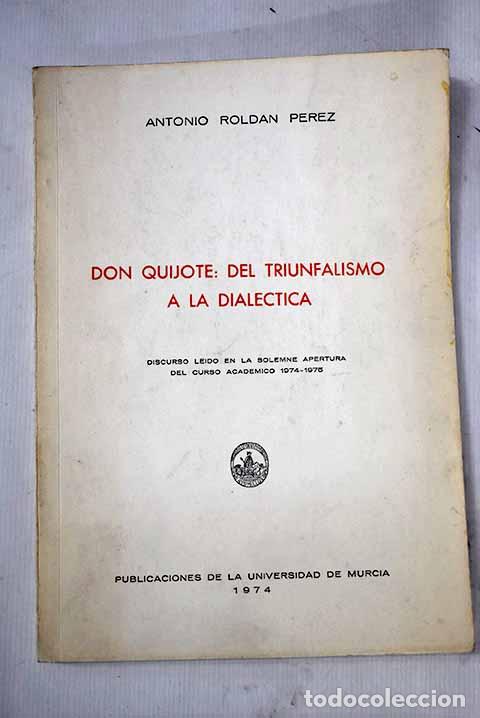 ANTONIO ROLDAN PEREZ
DON QUIJOTE: DEL TRIUNFALISMO
A LA DIALECTICA
DISCURSO LEIDO EN LA SOLEMNE APERTURA
DEL CURSO ACADEMICO 1974-1975
PUBLICACIONES DE LA UNIVERSIDAD DE MURCIA
1974
todocoleccion